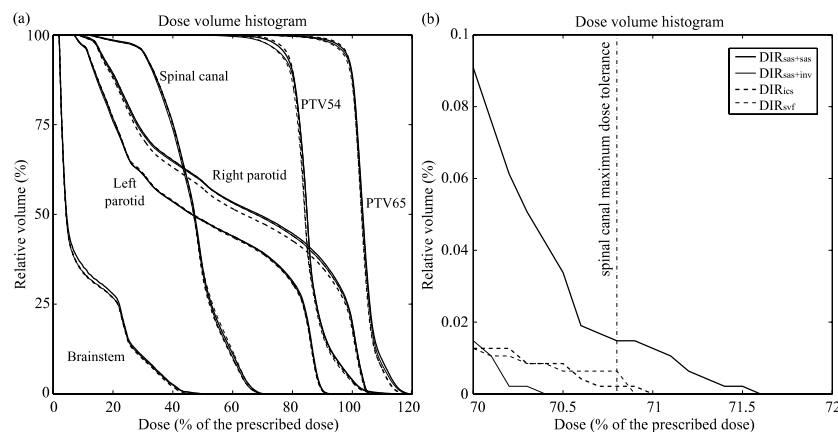 (a)
Dose volume histogram
100
75
50
25
0
Relative volume (%)
Spinal canal
PTV54
Right parotid
Left
parotid
PTV65
Brainstem
0
20
40
60
80
100
120
Dose (% of the prescribed dose)
(b)
Dose volume histogram
0.1
0.08
0.06
0.04
0.02
0
Relative volume (%)
spinal canal maximum dose tolerance
DIRsas+sas
DIRsas+inv
DIRics
DIRsvf
70
70.5
71
71.5
72
Dose (% of the prescribed dose)